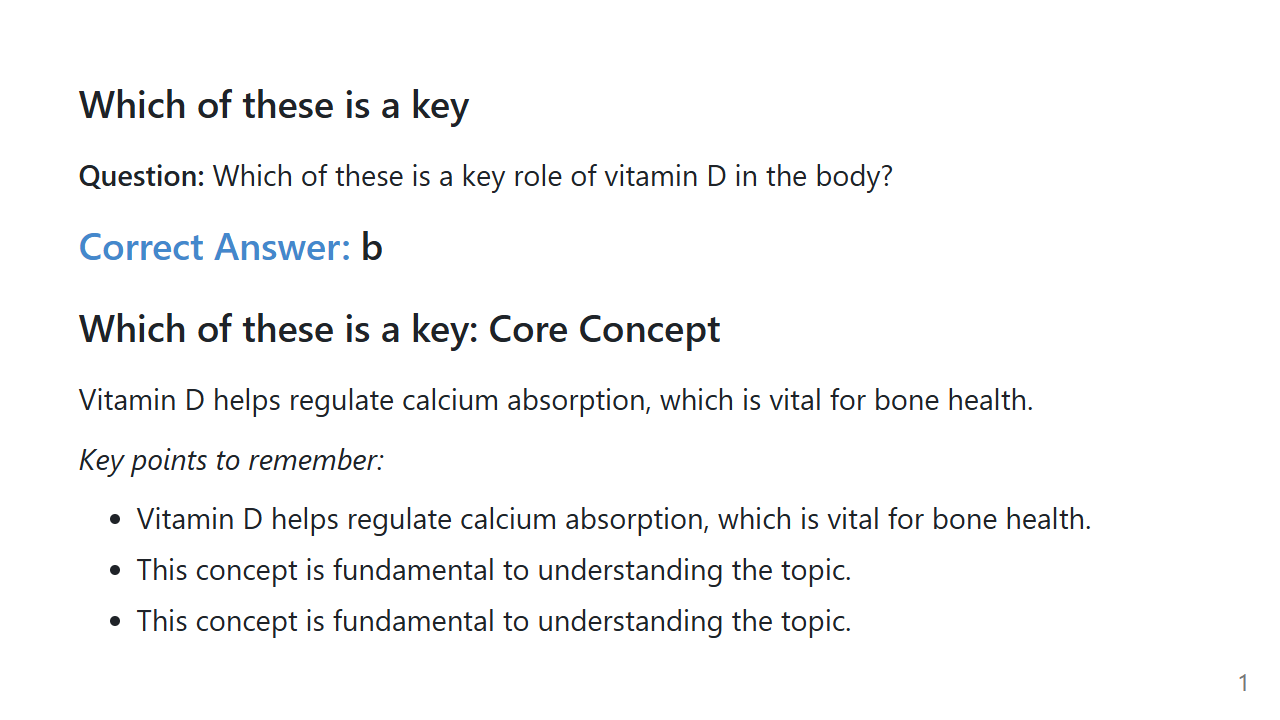 Which of these is a key
Question: Which of these is a key role of vitamin D in the body?
Correct Answer: b
Which of these is a key: Core Concept
Vitamin D helps regulate calcium absorption, which is vital for bone health.
Key points to remember:
• Vitamin D helps regulate calcium absorption, which is vital for bone health.
• This concept is fundamental to understanding the topic.
• This concept is fundamental to understanding the topic.
1